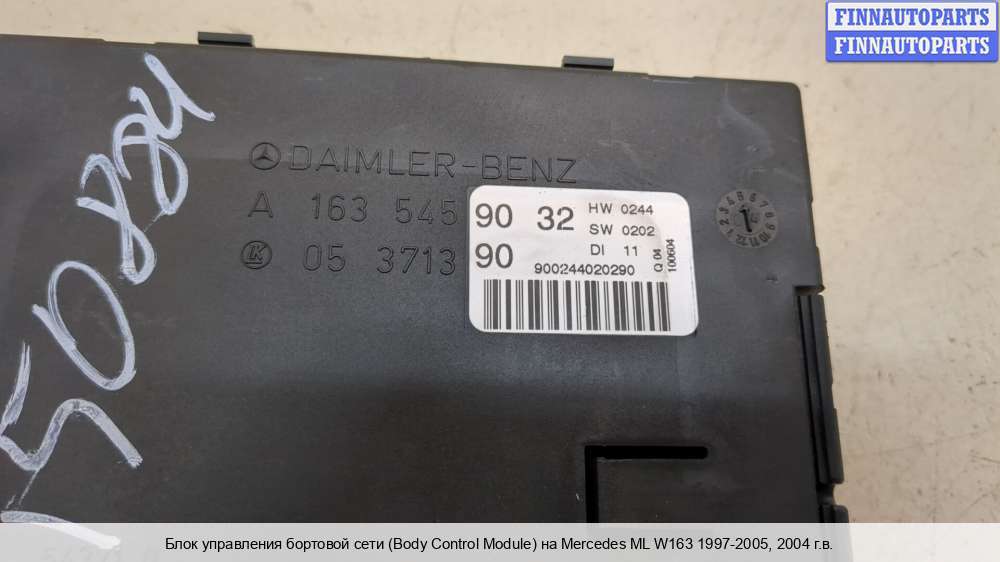 FINNAUTOPARTS
FINNAUTOPARTS
DAIMLER-BENZ
A 163 545 90 32
HW 0244
SW 0202
LK 05 3713 90
DI 11
900244020290
Q 04
100604
Блок управления бортовой сети (Body Control Module) на Mercedes ML W163 1997-2005, 2004 г.в.